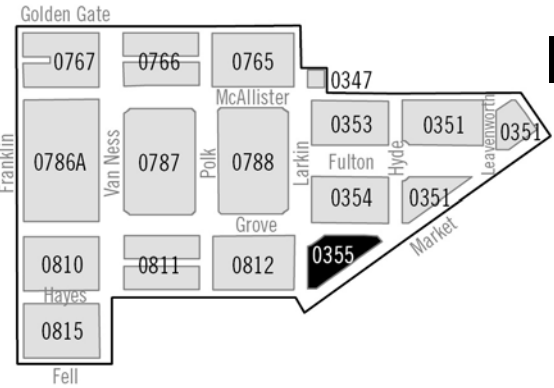 Golden Gate
0767
0766
0765
0347
McAllister
Franklin
0786A
Van Ness
0787
Polk
0788
Larkin
0353
Fulton
0354
Hyde
0351
Leavenworth
0351
0351
Market
Grove
0355
0810
0811
0812
Hayes
0815
Fell